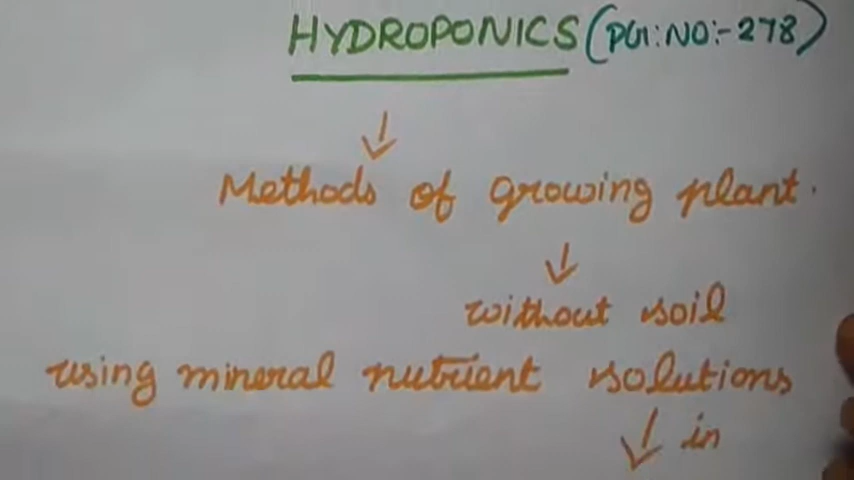 HYDROPONICS (PG:NO:-278)
Methods of growing plant.
without soil
using mineral nutrient solutions
in